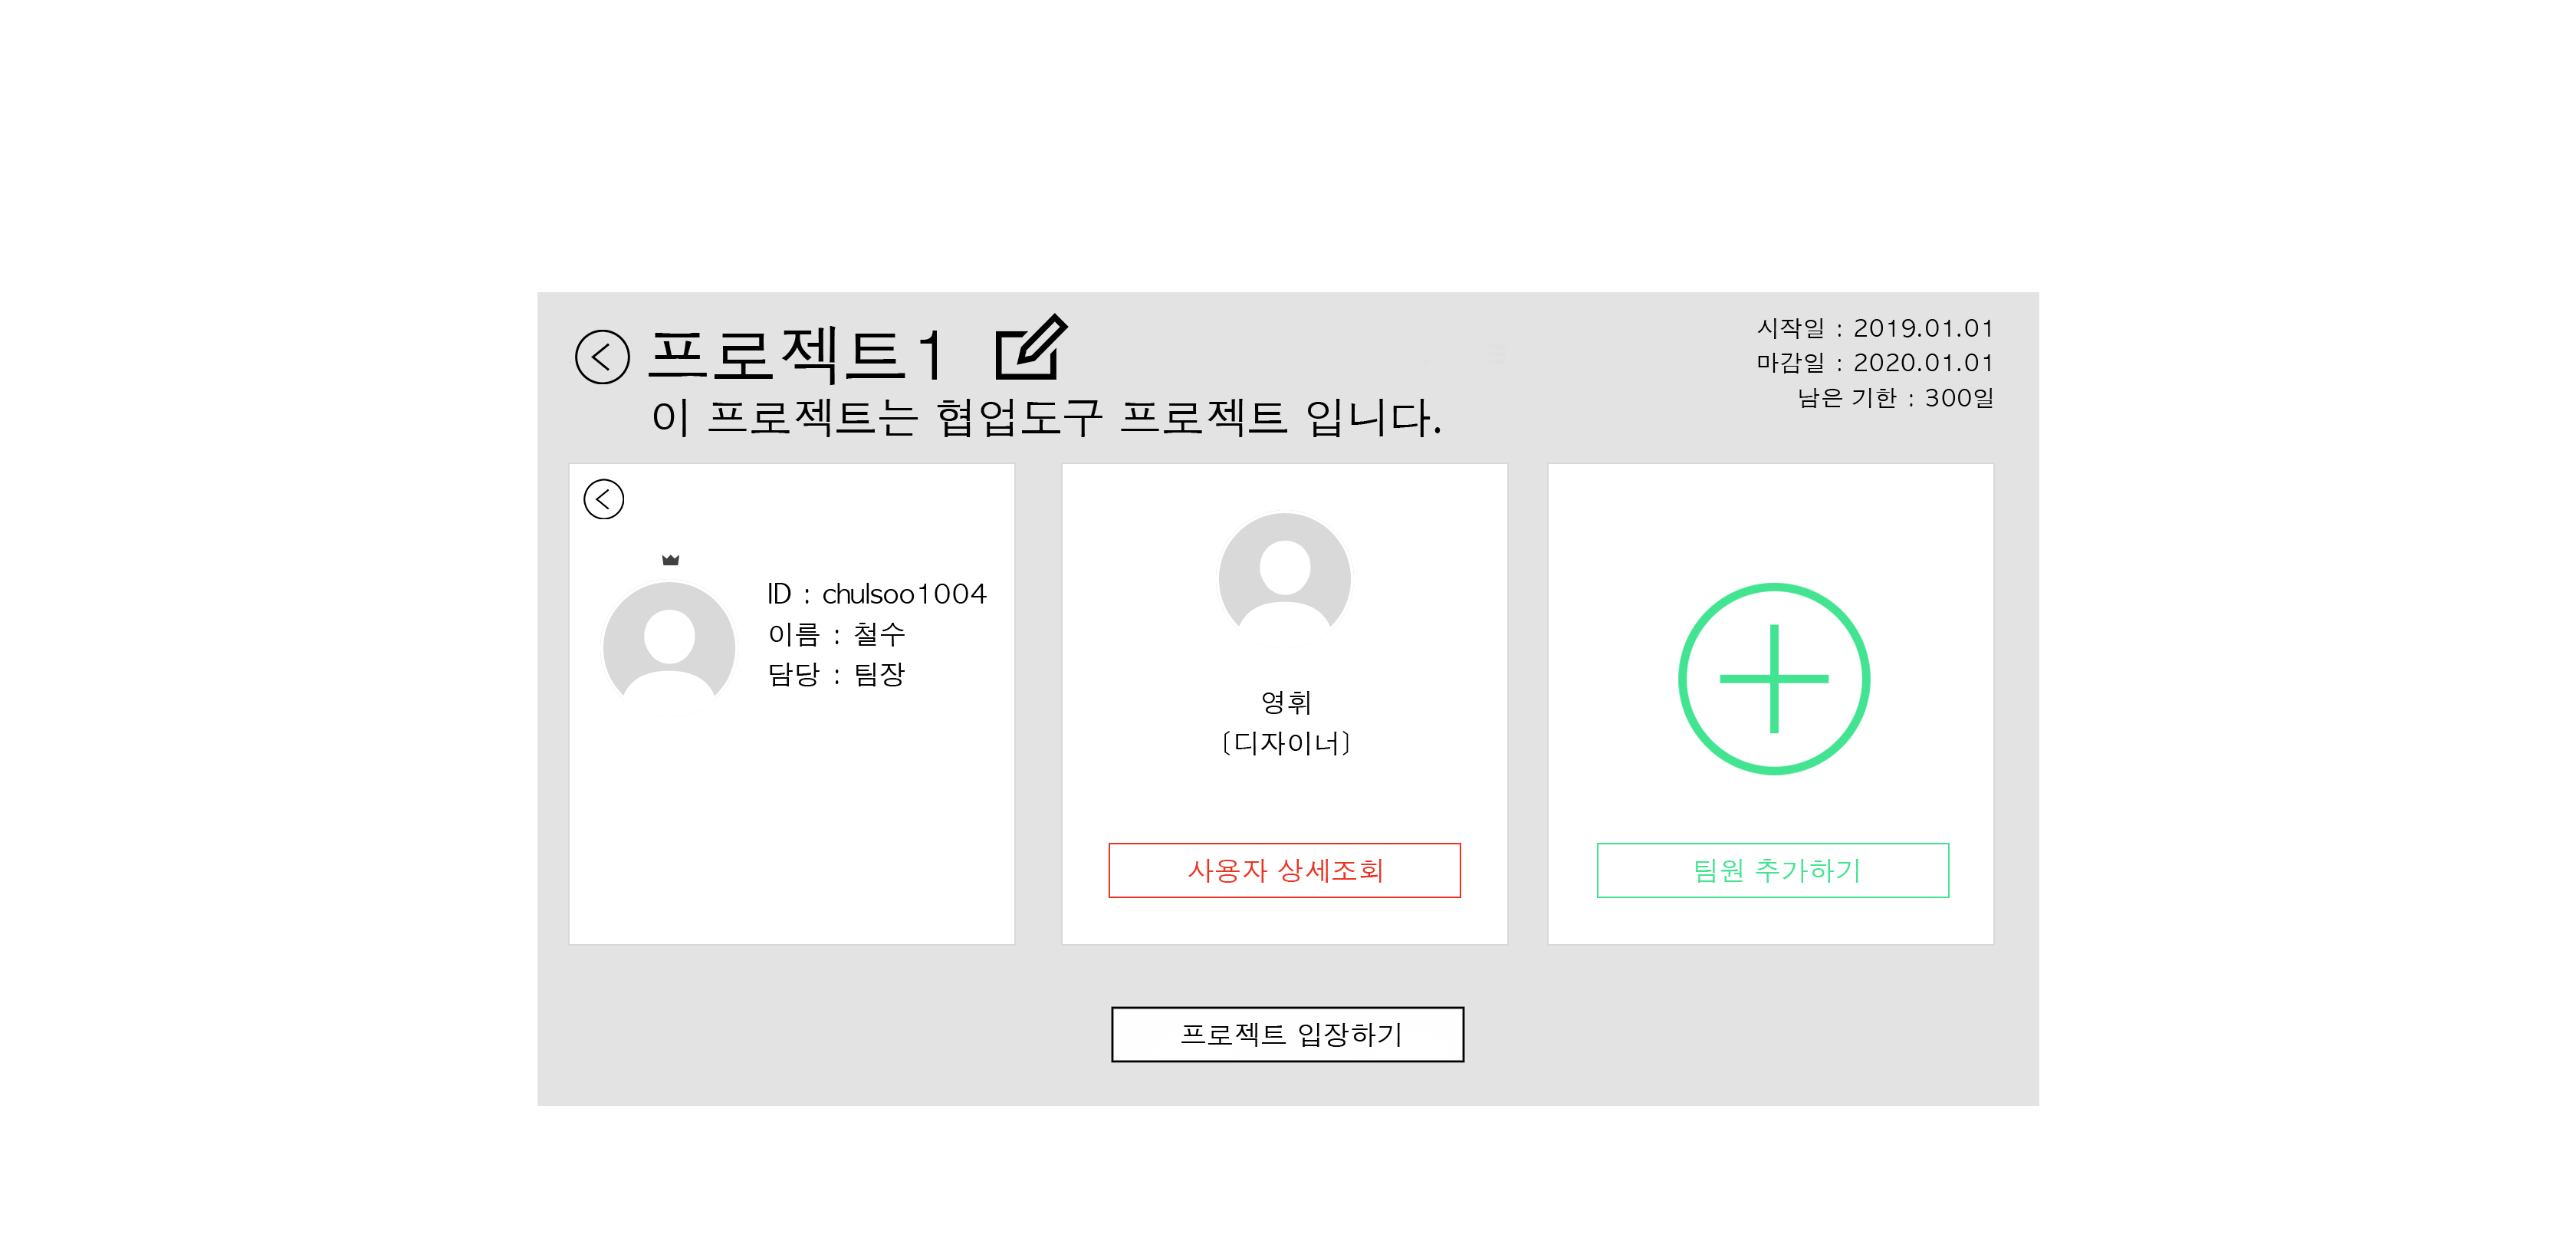 프로젝트1
이 프로젝트는 협업도구 프로젝트 입니다.
시작일 : 2019.01.01
마감일 : 2020.01.01
남은 기한 : 300일
ID : chulsoo1004
이름 : 철수
담당 : 팀장
영휘
(디자이너)
사용자 상세조회
팀원 추가하기
프로젝트 입장하기